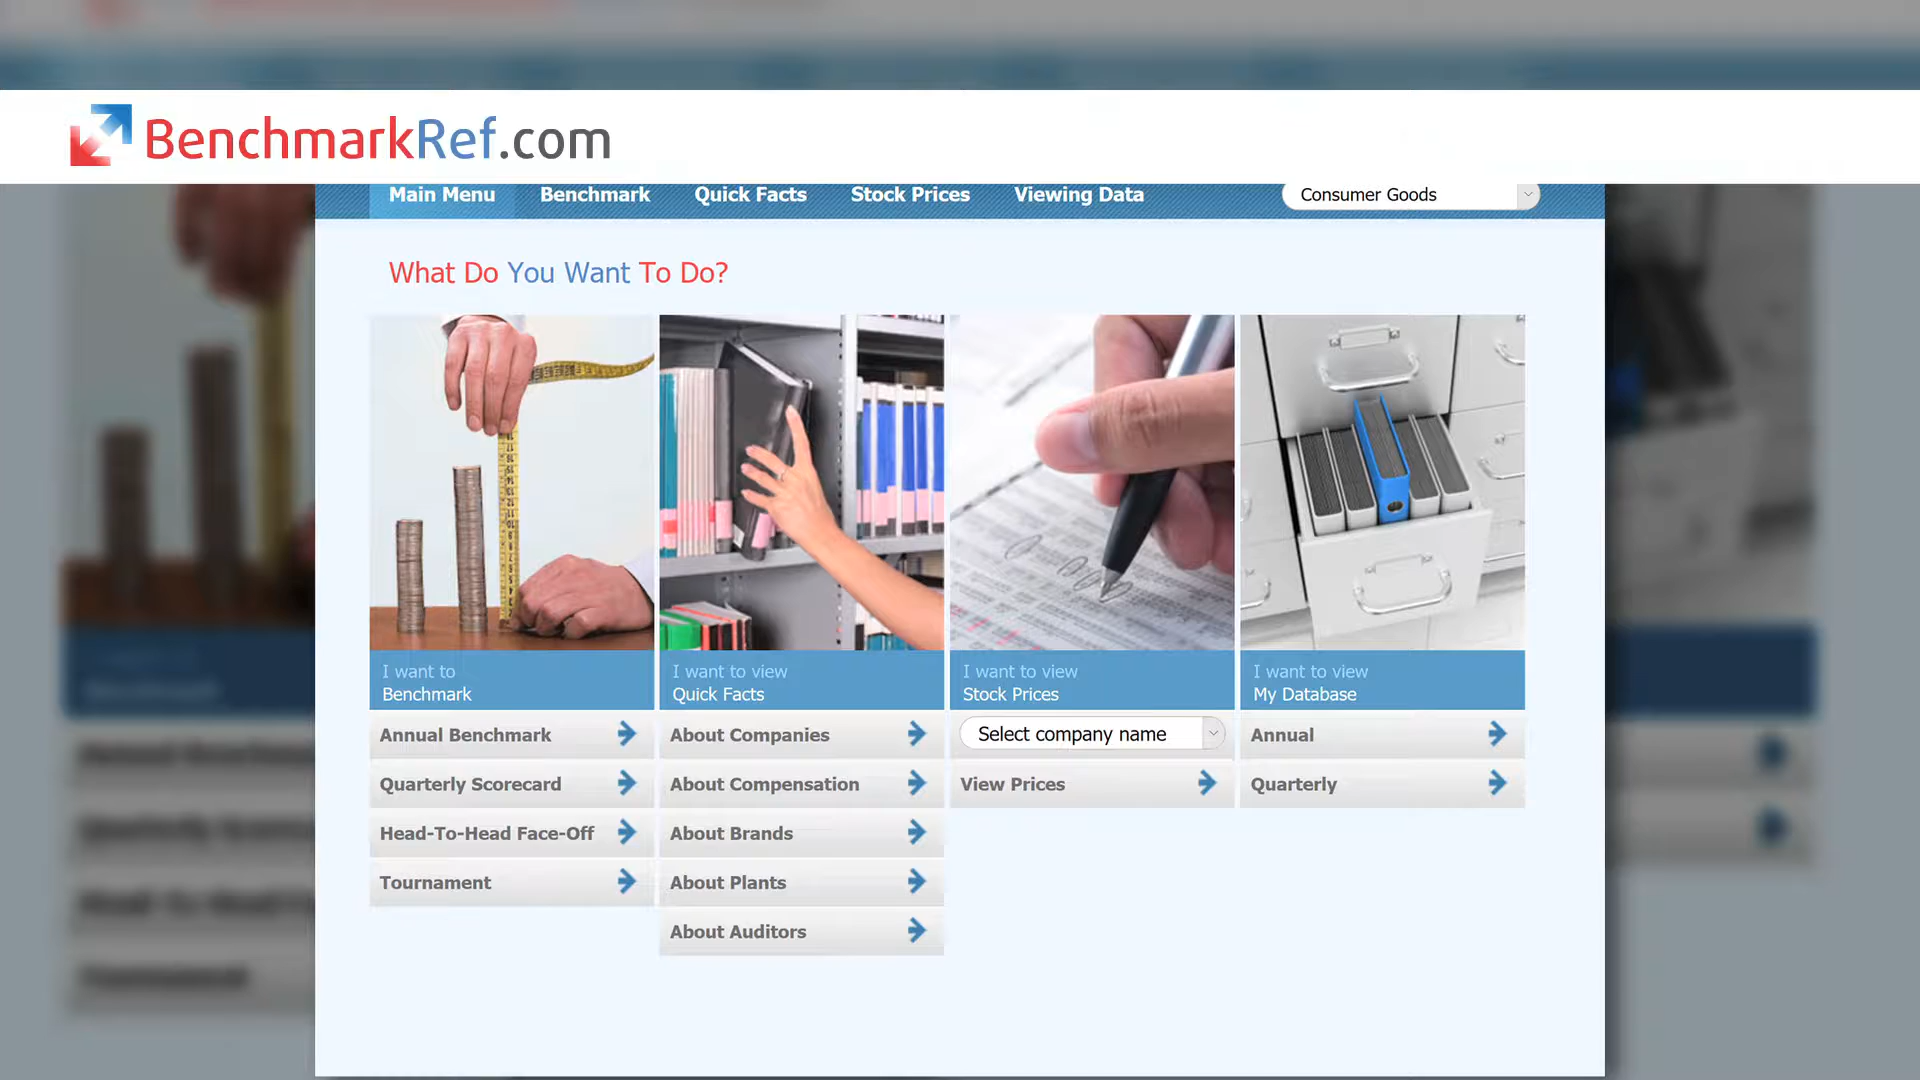 BenchmarkRef.com
Main Menu
Benchmark
Quick Facts
Stock Prices
Viewing Data
Consumer Goods
What Do You Want To Do?
I want to
Benchmark
Annual Benchmark
Quarterly Scorecard
Head-To-Head Face-Off
Tournament
I want to view
Quick Facts
About Companies
About Compensation
About Brands
About Plants
About Auditors
I want to view
Stock Prices
Select company name
View Prices
I want to view
My Database
Annual
Quarterly